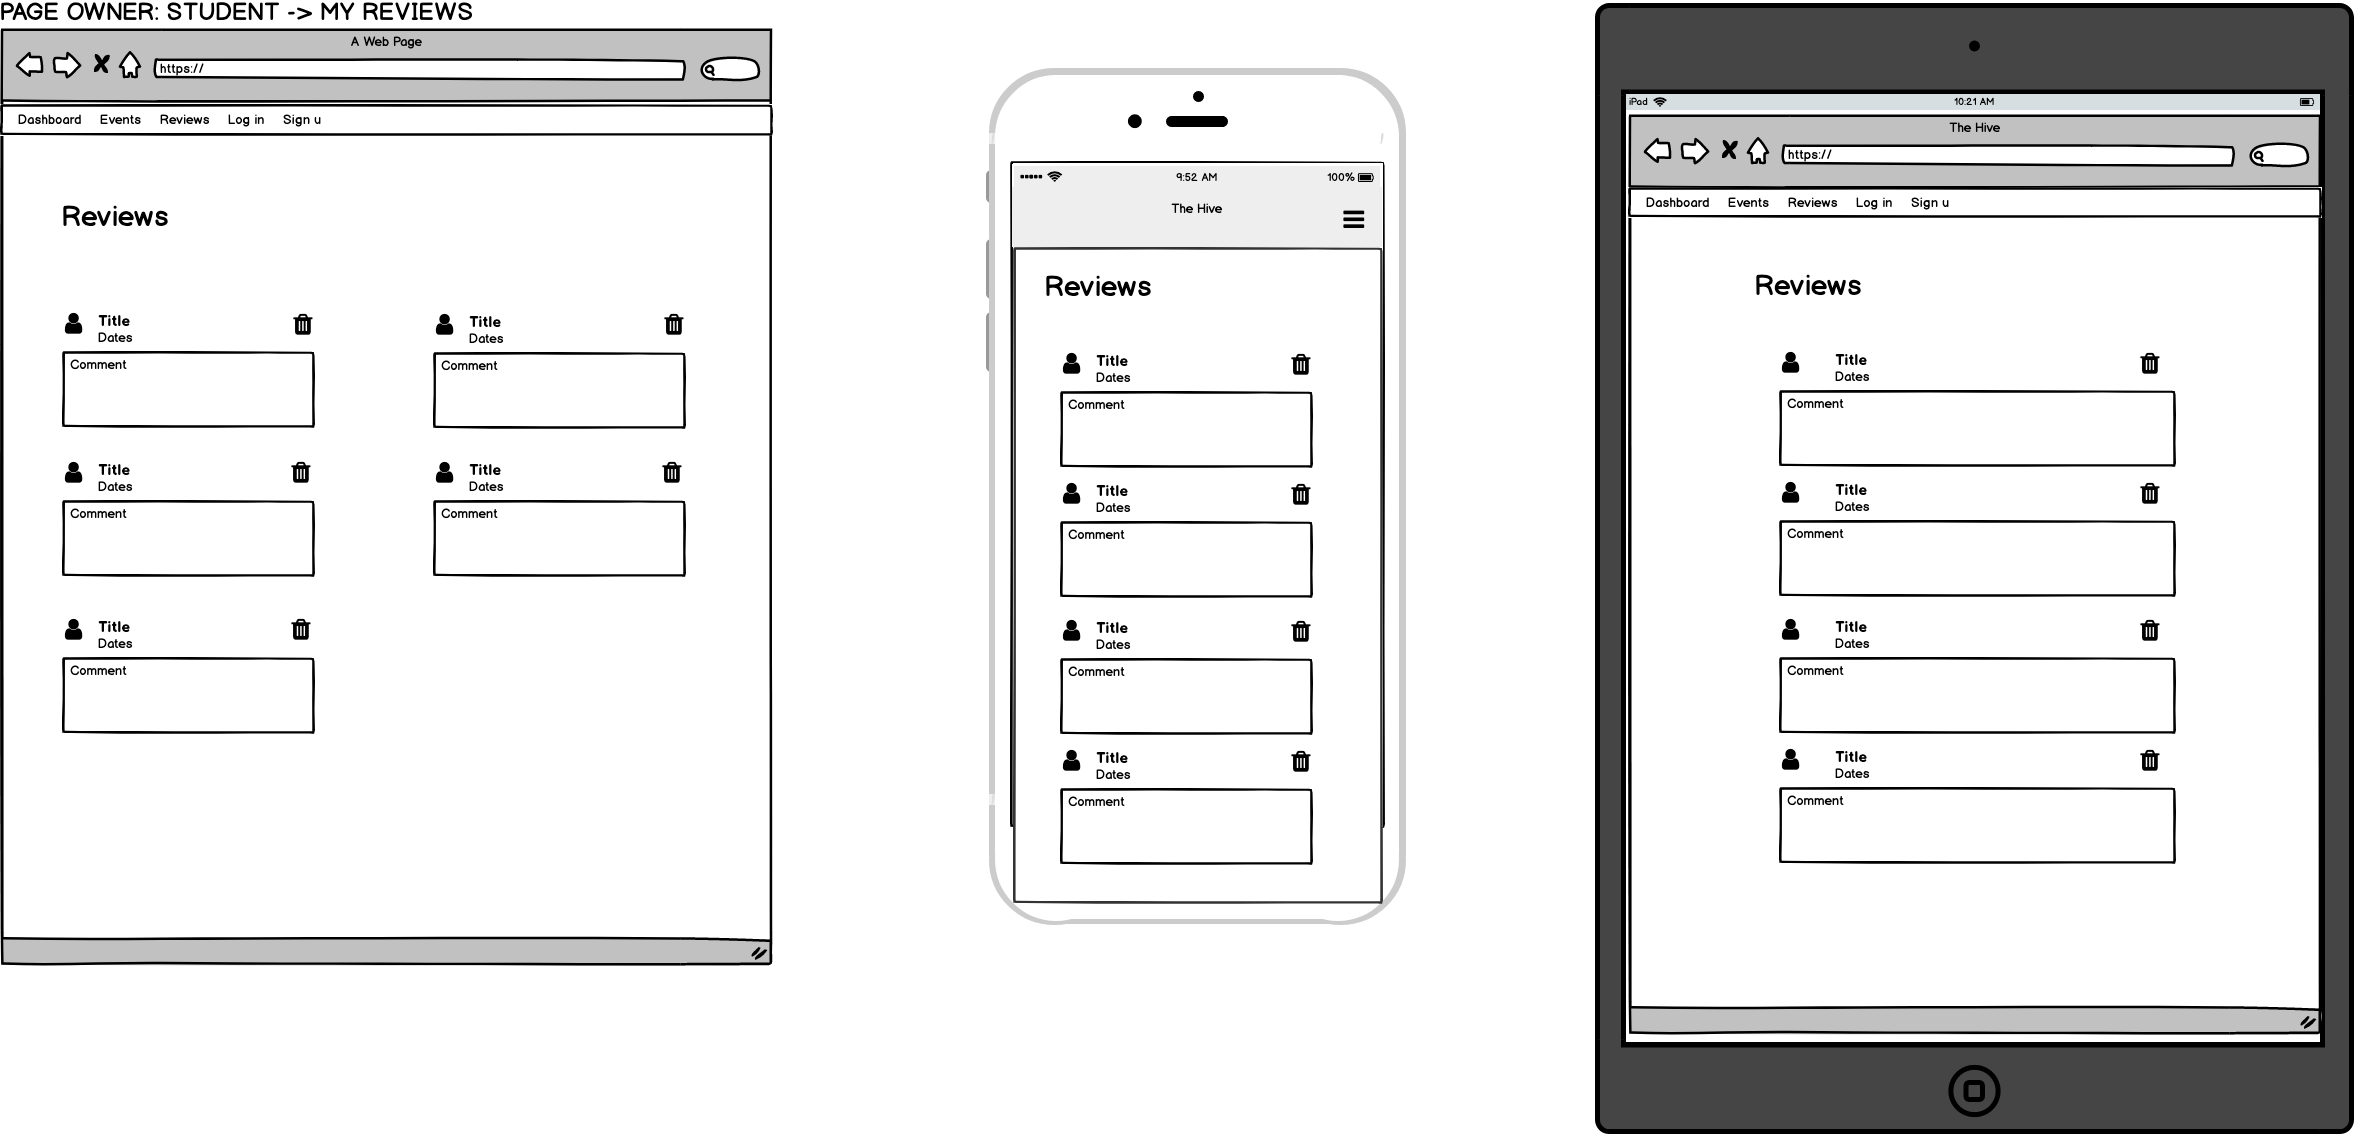 PAGE OWNER: STUDENT -> MY REVIEWS
A Web Page
https://
Dashboard Events Reviews Log in Sign u
Reviews
Title Title
Dates Dates
Comment Comment
Title Title
Dates Dates
Comment Comment
Title
Dates
Comment
9:52 AM 100%
The Hive
Reviews
Title
Dates
Comment
Title
Dates
Comment
Title
Dates
Comment
Title
Dates
Comment
iPad 10:21 AM
The Hive
https://
Dashboard Events Reviews Log in Sign u
Reviews
Title
Dates
Comment
Title
Dates
Comment
Title
Dates
Comment
Title
Dates
Comment